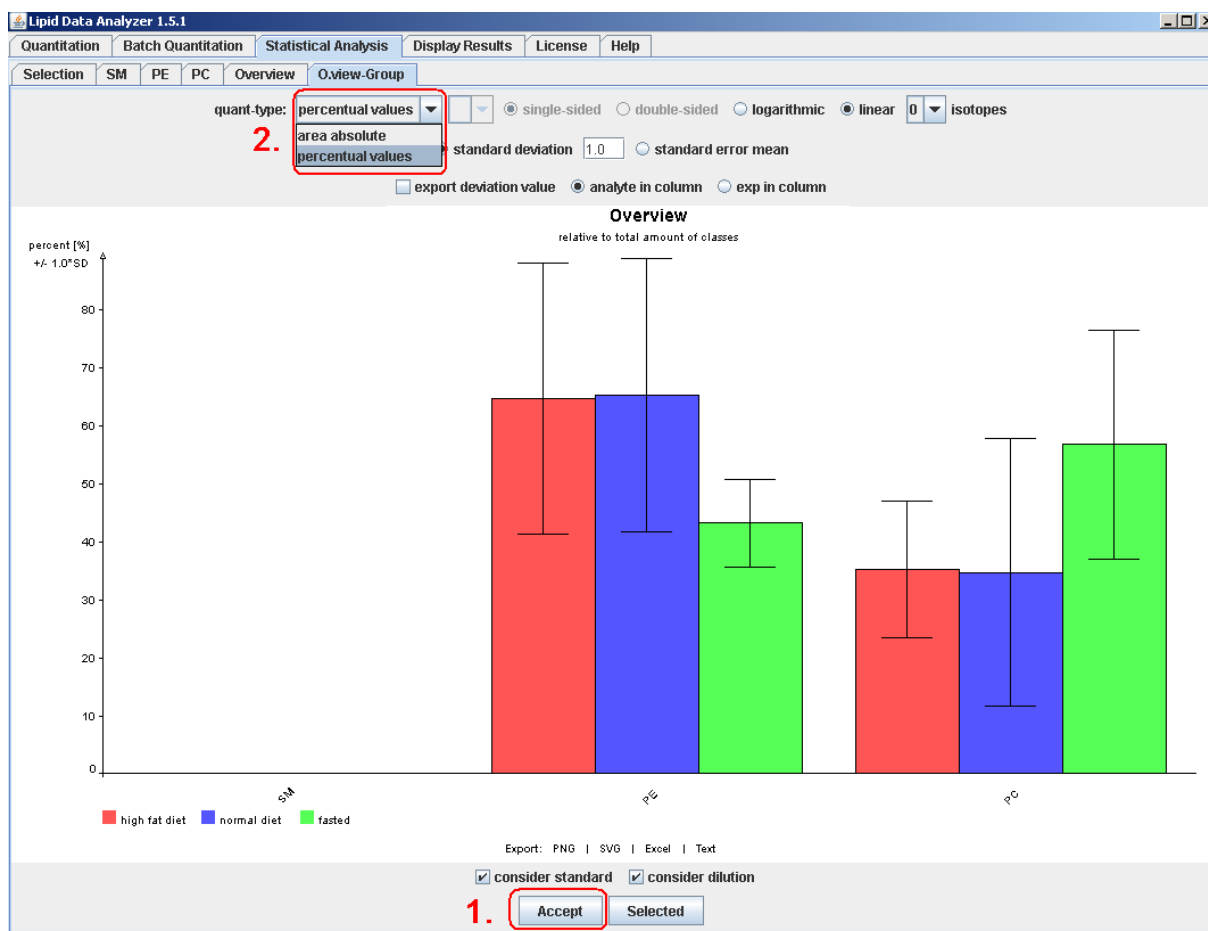 Lipid Data Analyzer 1.5.1
Quantitation Batch Quantitation Statistical Analysis Display Results License Help
Selection SM PE PC Overview O.view-Group
quant-type: percentual values single-sided double-sided logarithmic linear 0 isotopes
2. area absolute
percentual values standard deviation 1.0 standard error mean
export deviation value analyte in column exp in column
Overview
relative to total amount of classes
percent [%]
+/- 1.0*SD
80
70
60
50
40
30
20
10
0
SM PE PC
high fat diet normal diet fasted
Export: PNG | SVG | Excel | Text
consider standard consider dilution
1. Accept Selected